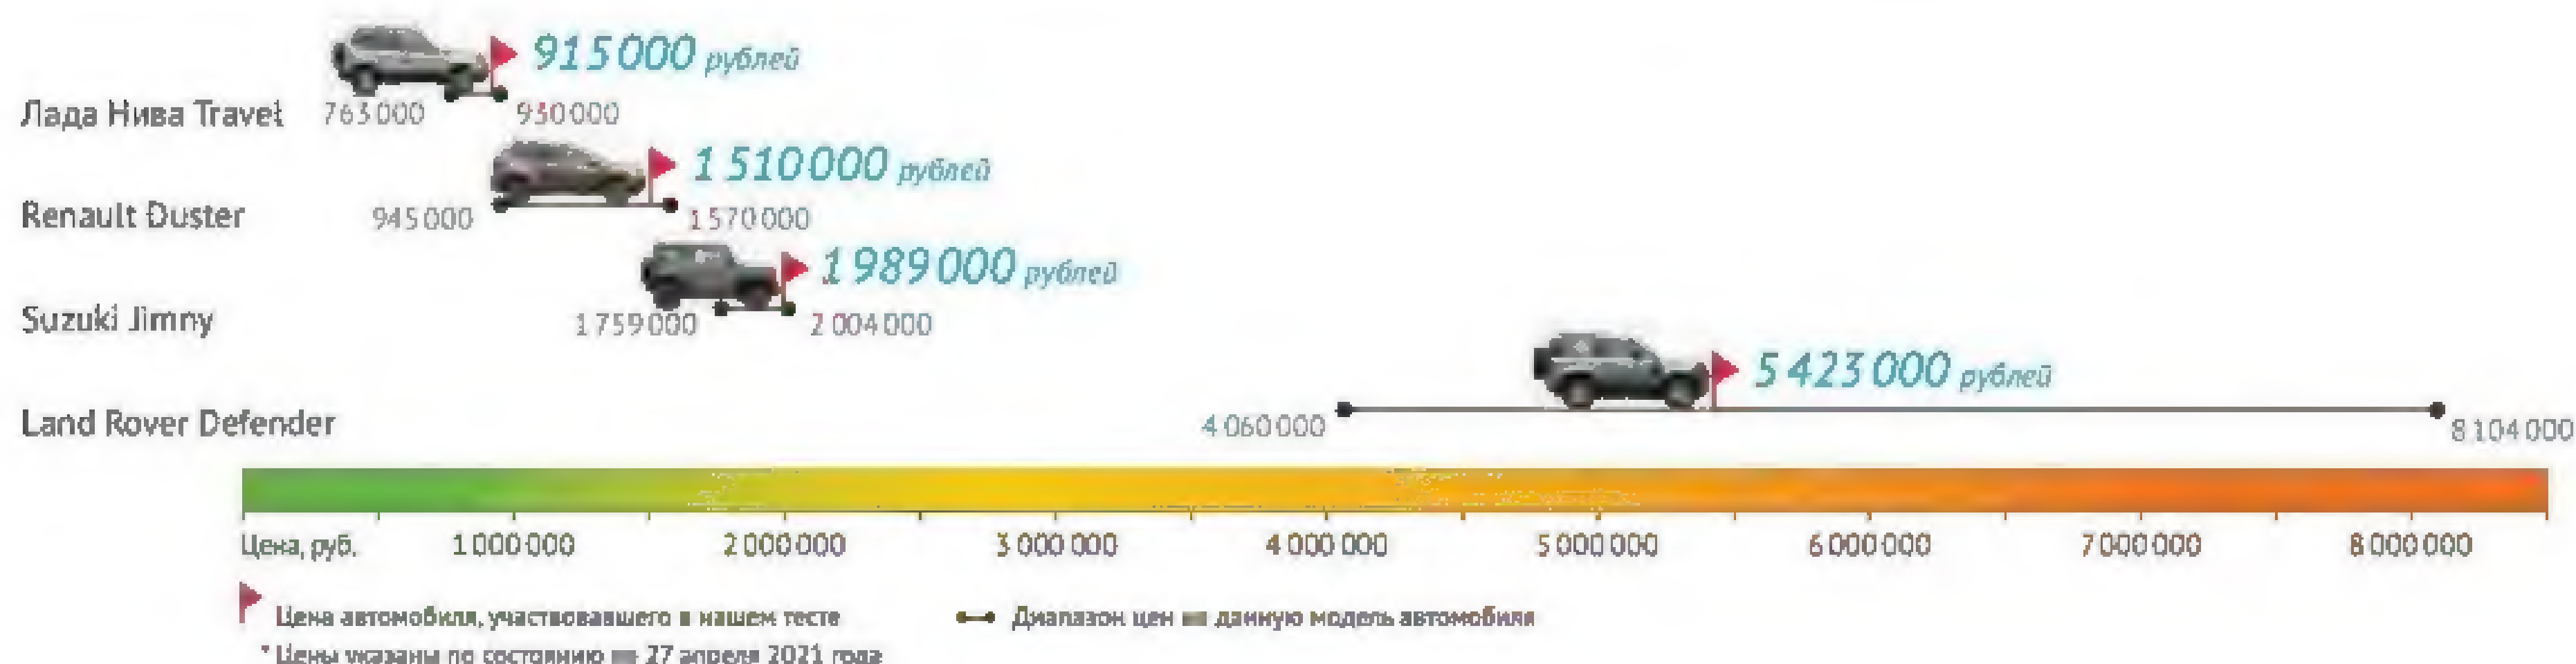 915 000 рублей
Лада Нива Travel 763 000 930 000
1 510 000 рублей
Renault Duster 945 000 1 570 000
1 989 000 рублей
Suzuki Jimny 1 759 000 2 004 000
5 423 000 рублей
Land Rover Defender 4 060 000 8 104 000
Цена, руб. 1 000 000 2 000 000 3 000 000 4 000 000 5 000 000 6 000 000 7 000 000 8 000 000
Цена автомобиля, участвовавшего в нашем тесте Диапазон цен на данную модель автомобиля
* Цены указаны по состоянию на 27 апреля 2021 года